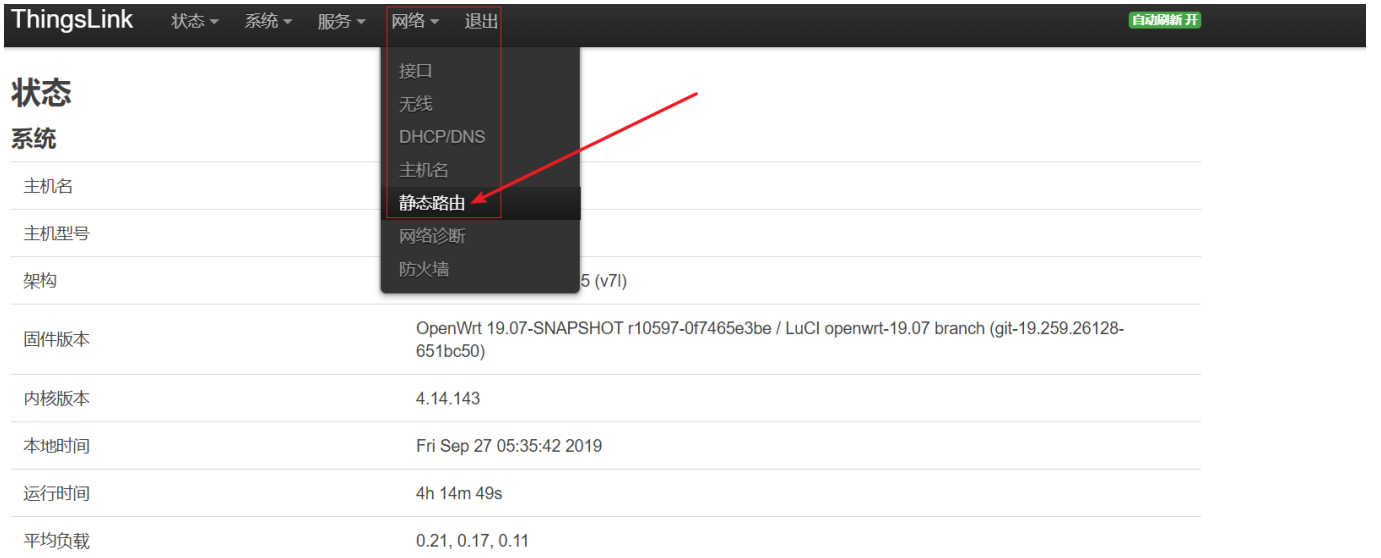 ThingsLink 状态 系统 服务 网络 退出 自动刷新 开
接口
无线
DHCP/DNS
主机名
静态路由
网络诊断
防火墙
状态
系统
主机名
主机型号
架构 5 (v7l)
固件版本 OpenWrt 19.07-SNAPSHOT r10597-0f7465e3be / LuCI openwrt-19.07 branch (git-19.259.26128-
651bc50)
内核版本 4.14.143
本地时间 Fri Sep 27 05:35:42 2019
运行时间 4h 14m 49s
平均负载 0.21, 0.17, 0.11